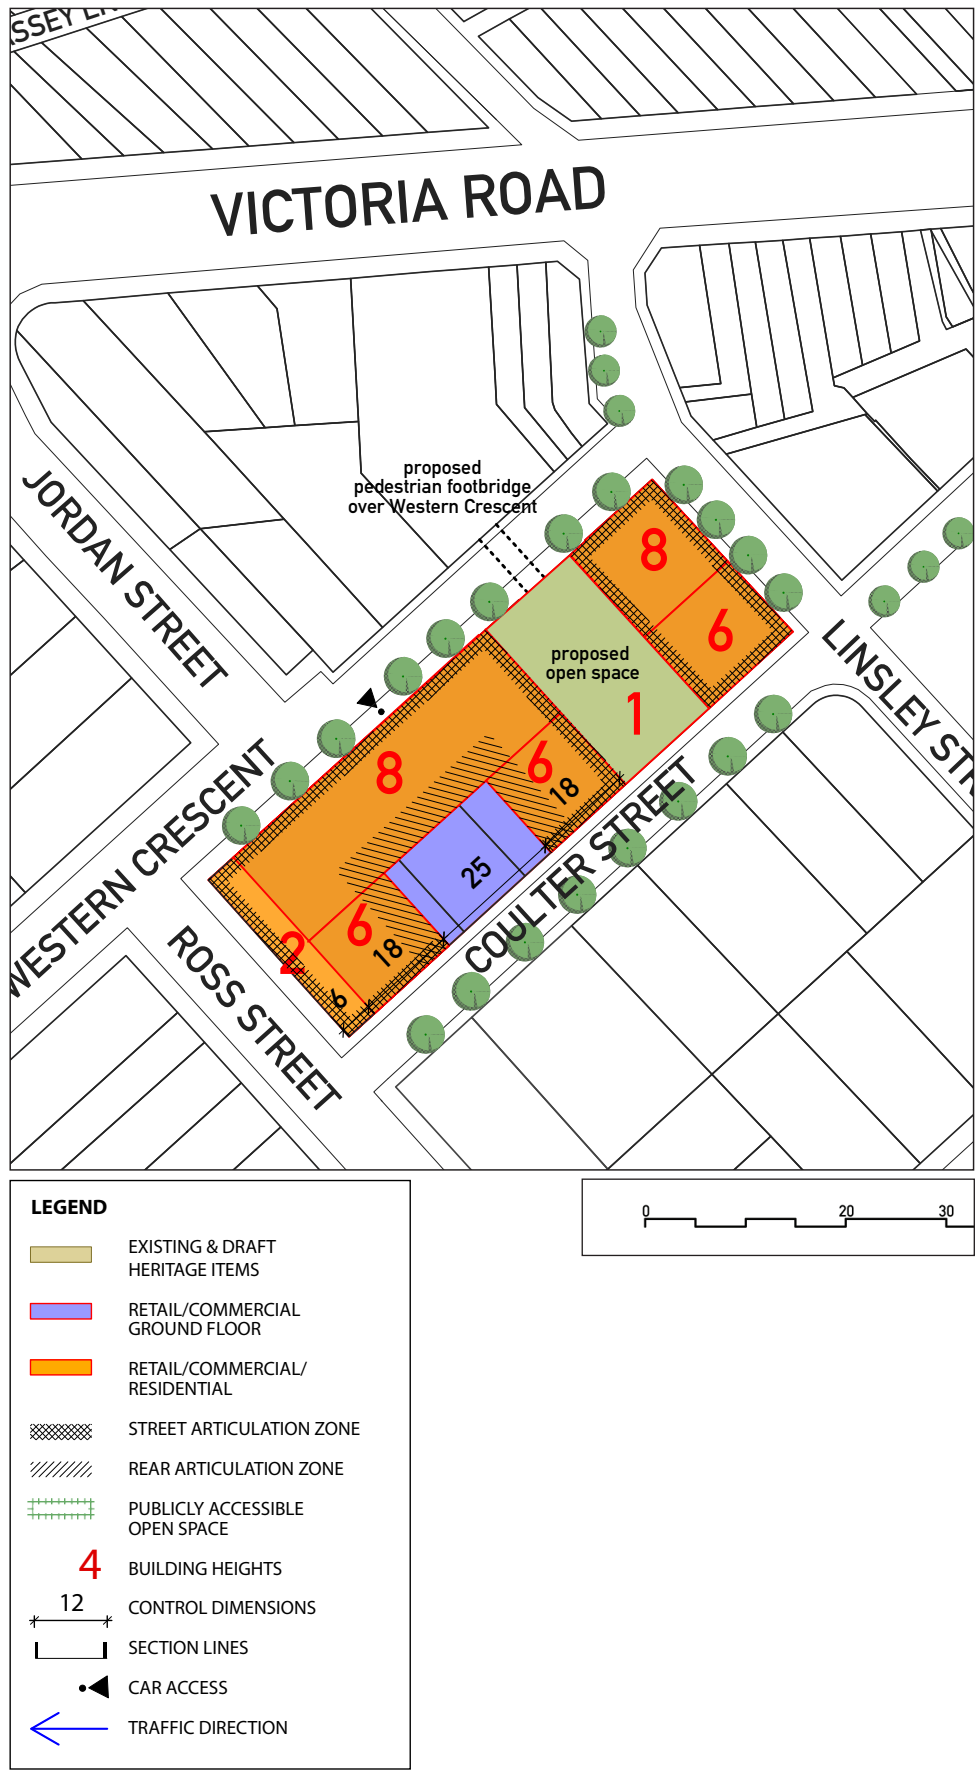 VICTORIA ROAD
JORDAN STREET
proposed
pedestrian footbridge
over Western Crescent
8
6
proposed
open space
1
LINSLEY
8
6
18
25
WESTERN CRESCENT
COULTER STREET
2
6
18
6
ROSS STREET
LEGEND
EXISTING & DRAFT
HERITAGE ITEMS
RETAIL/COMMERCIAL
GROUND FLOOR
RETAIL/COMMERCIAL/
RESIDENTIAL
STREET ARTICULATION ZONE
REAR ARTICULATION ZONE
PUBLICLY ACCESSIBLE
OPEN SPACE
4
BUILDING HEIGHTS
12
CONTROL DIMENSIONS
SECTION LINES
CAR ACCESS
TRAFFIC DIRECTION
0
20
30